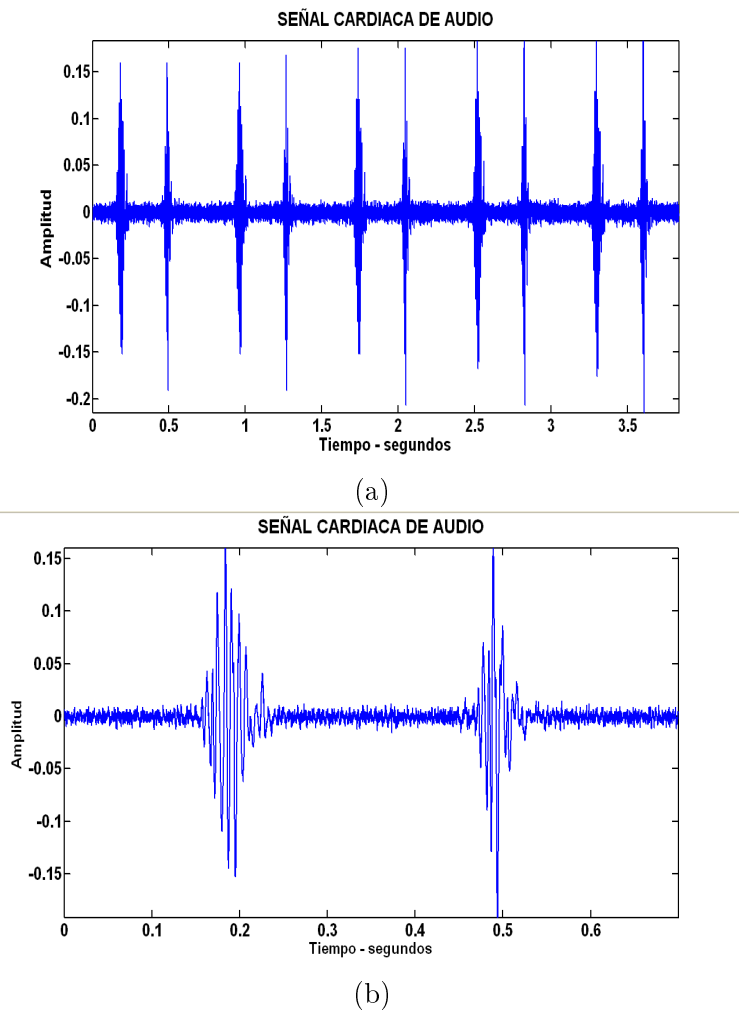 SEÑAL CARDIACA DE AUDIO
0.15
0.1
0.05
0
-0.05
-0.1
-0.15
-0.2
Amplitud
0 0.5 1 1.5 2 2.5 3 3.5
Tiempo - segundos
(a)
SEÑAL CARDIACA DE AUDIO
0.15
0.1
0.05
0
-0.05
-0.1
-0.15
Amplitud
0 0.1 0.2 0.3 0.4 0.5 0.6
Tiempo - segundos
(b)